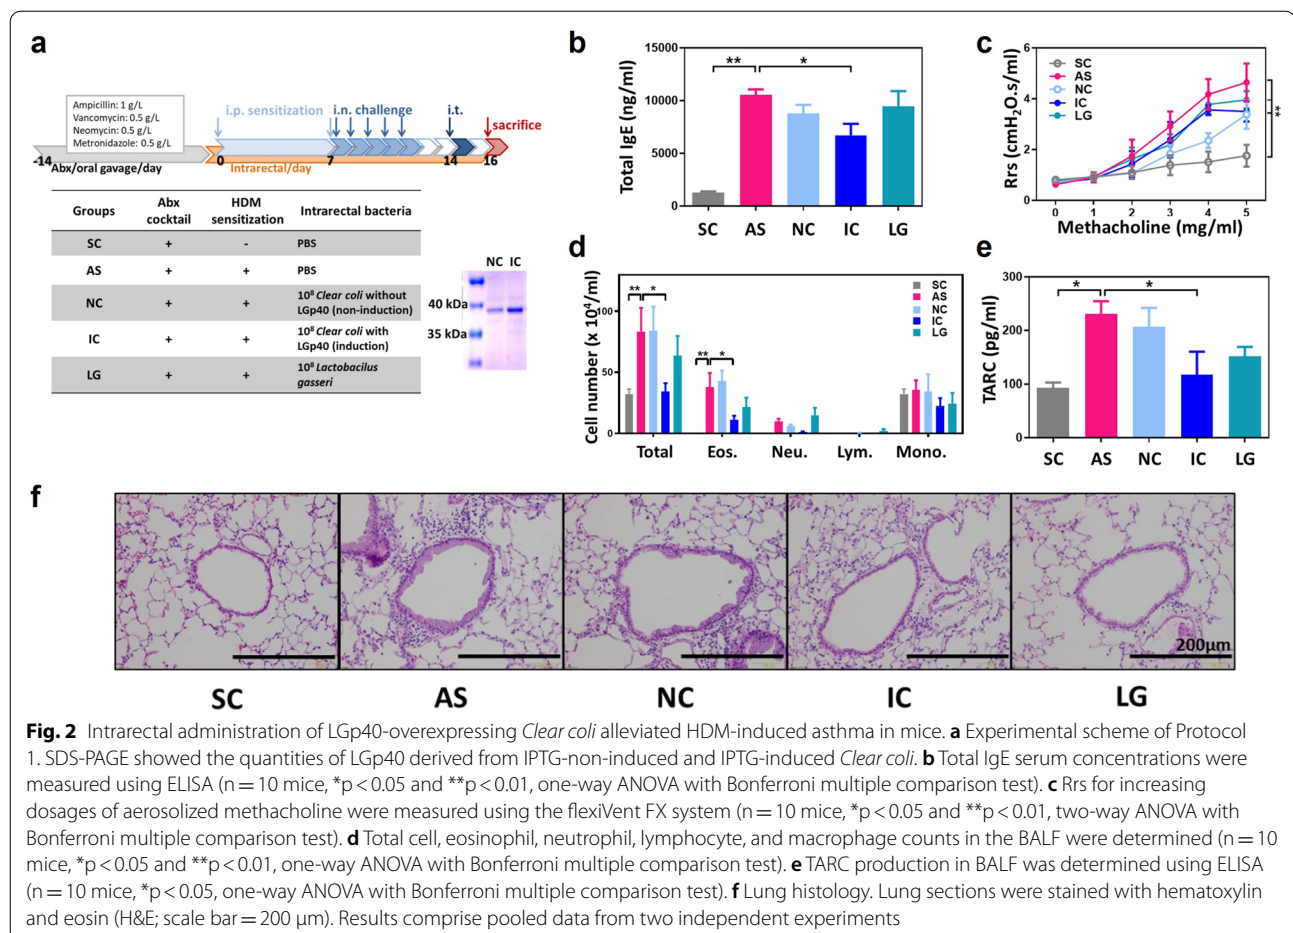 a
Ampicillin: 1 g/L
Vancomycin: 0.5 g/L
Neomycin: 0.5 g/L
Metronidazole: 0.5 g/L
i.p. sensitization
i.n. challenge
i.t.
sacrifice
-14
0
7
14
16
Abx/oral gavage/day
Intrarectal/day
Groups Abx cocktail HDM sensitization Intrarectal bacteria
SC + - PBS
AS + + PBS
NC + + 10⁸ Clear coli without LGp40 (non-induction)
IC + + 10⁸ Clear coli with LGp40 (induction)
LG + + 10⁸ Lactobacilus gasseri
NC IC
40 kDa
35 kDa
b
Total IgE (ng/ml)
15000
10000
5000
0
** *
SC AS NC IC LG
c
Rrs (cmH₂O.s/ml)
6
4
2
0
SC
AS
NC
IC
LG
**
0 1 2 3 4 5
Methacholine (mg/ml)
d
Cell number (x 10⁴/ml)
100
50
0
** *
** *
SC
AS
NC
IC
LG
Total Eos. Neu. Lym. Mono.
e
TARC (pg/ml)
300
200
100
0
* *
SC AS NC IC LG
f
200μm
SC AS NC IC LG
Fig. 2 Intrarectal administration of LGp40-overexpressing Clear coli alleviated HDM-induced asthma in mice. a Experimental scheme of Protocol
1. SDS-PAGE showed the quantities of LGp40 derived from IPTG-non-induced and IPTG-induced Clear coli. b Total IgE serum concentrations were
measured using ELISA (n = 10 mice, *p < 0.05 and **p < 0.01, one-way ANOVA with Bonferroni multiple comparison test). c Rrs for increasing
dosages of aerosolized methacholine were measured using the flexiVent FX system (n = 10 mice, *p < 0.05 and **p < 0.01, two-way ANOVA with
Bonferroni multiple comparison test). d Total cell, eosinophil, neutrophil, lymphocyte, and macrophage counts in the BALF were determined (n = 10
mice, *p < 0.05 and **p < 0.01, one-way ANOVA with Bonferroni multiple comparison test). e TARC production in BALF was determined using ELISA
(n = 10 mice, *p < 0.05, one-way ANOVA with Bonferroni multiple comparison test). f Lung histology. Lung sections were stained with hematoxylin
and eosin (H&E; scale bar = 200 μm). Results comprise pooled data from two independent experiments